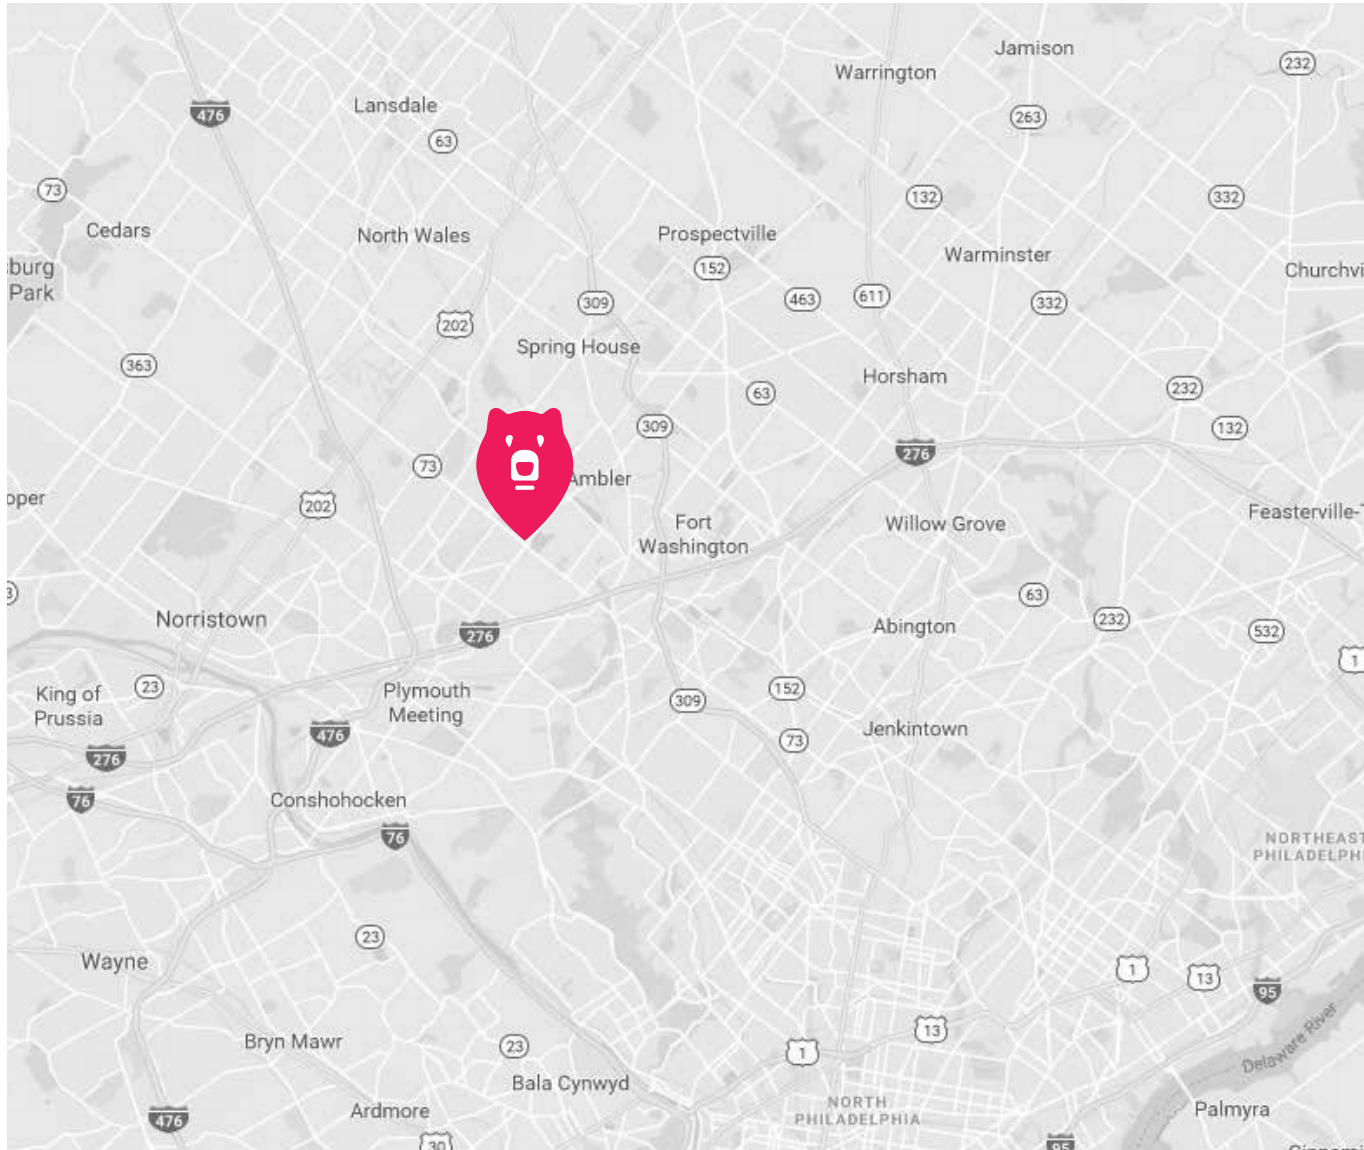 Jamison
Warrington
232
Lansdale
476
263
63
73
132
332
Cedars
North Wales
Prospectville
Warminster
burg
Park
152
Churchvi
463
611
332
309
202
Spring House
363
Horsham
232
63
309
132
276
73
Ambler
oper
202
Fort
Washington
Willow Grove
Feasterville-
63
232
532
Norristown
276
Abington
1
King of
Prussia
23
Plymouth
Meeting
152
309
476
73
Jenkintown
276
76
Conshohocken
76
NORTHEAST
PHILADELPHI
23
Wayne
1
13
95
13
Bryn Mawr
23
1
Delaware River
Bala Cynwyd
Ardmore
NORTH
PHILADELPHIA
Palmyra
476
30
95